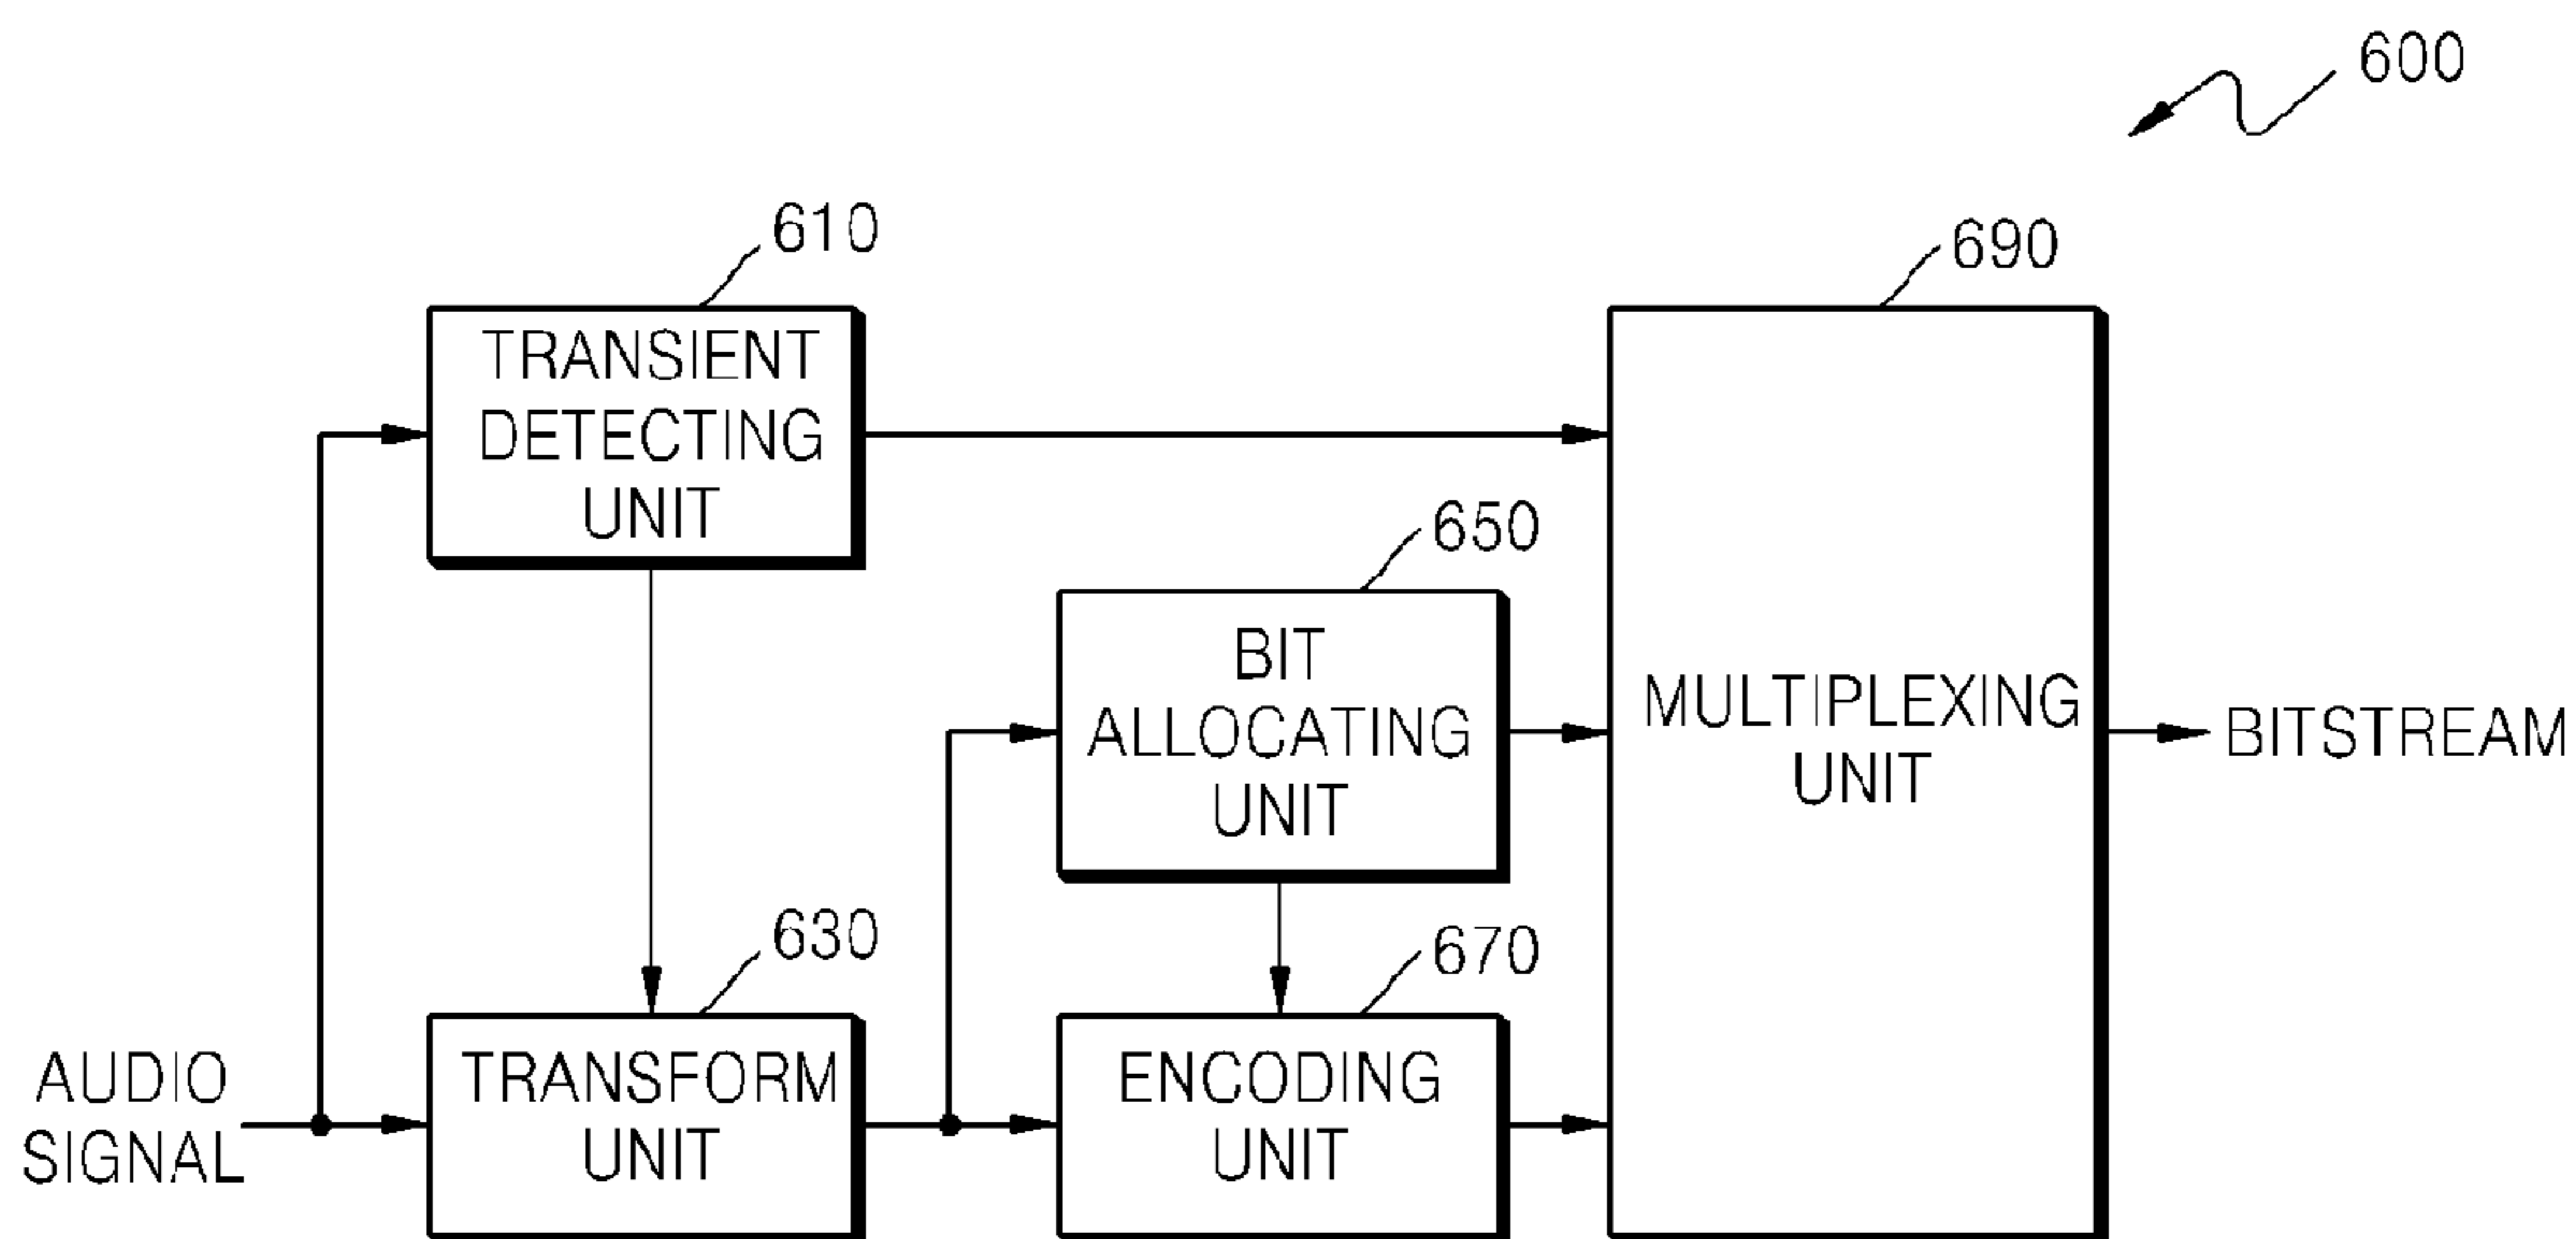 600
610
TRANSIENT
DETECTING
UNIT
690
MULTIPLEXING
UNIT
650
BIT
ALLOCATING
UNIT
BITSTREAM
630
TRANSFORM
UNIT
670
ENCODING
UNIT
AUDIO
SIGNAL